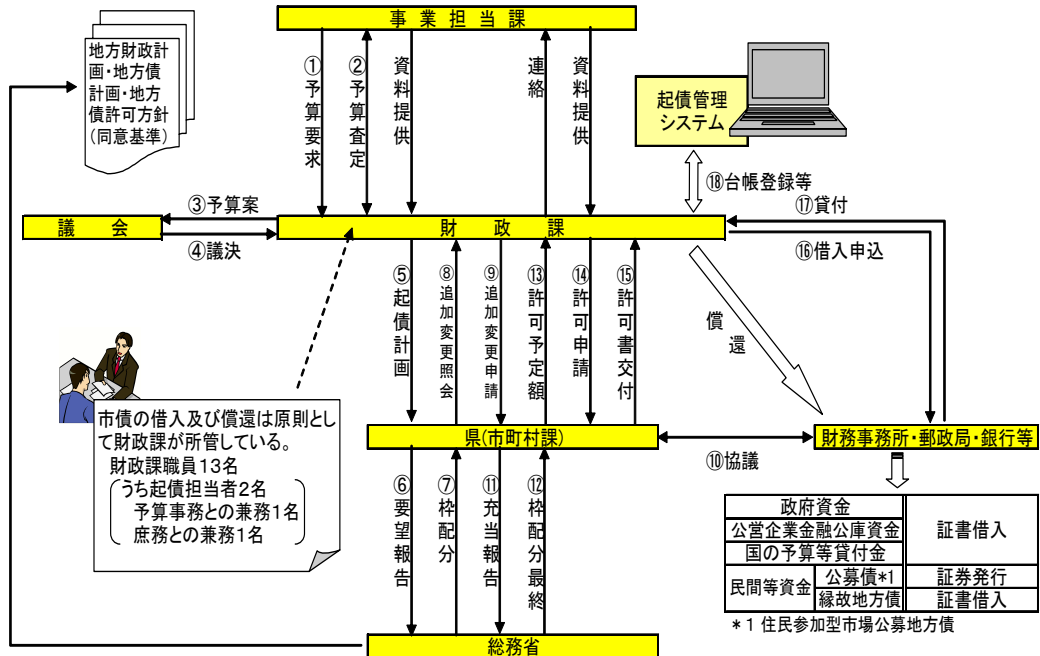 事業担当課
地方財政計
画・地方債
計画・地方
債許可方針
(同意基準)
①予算要求
②予算査定
資料提供
連絡
資料提供
起債管理
システム
⑱台帳登録等
③予算案
議会
④議決
財政課
⑰貸付
⑯借入申込
⑤起債計画
⑧追加変更照会
⑨追加変更申請
⑬許可予定額
⑭許可申請
⑮許可書交付
償還
市債の借入及び償還は原則とし
て財政課が所管している。
財政課職員13名
うち起債担当者2名
予算事務との兼務1名
庶務との兼務1名
県(市町村課)
⑩協議
財務事務所・郵政局・銀行等
⑥要望報告
⑦枠配分
⑪充当報告
⑫枠配分最終
政府資金
公営企業金融公庫資金
国の予算等貸付金
証書借入
民間等資金
公募債*1
証券発行
縁故地方債
証書借入
*1 住民参加型市場公募地方債
総務省